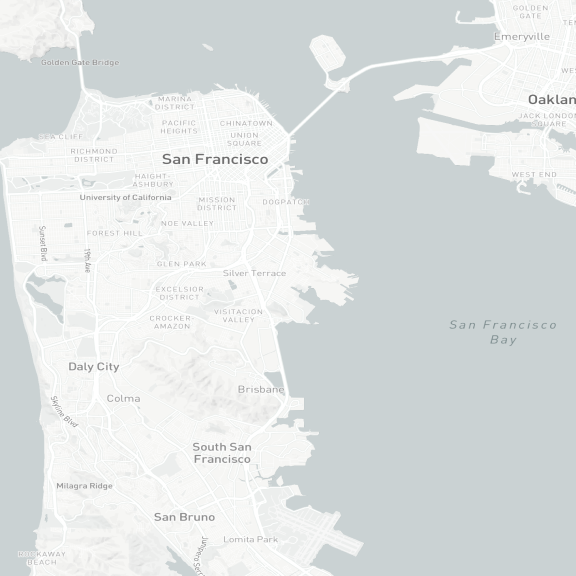 GOLDEN
GATE
Emeryville
Golden Gate Bridge
Oaklan
MARINA
DISTRICT
JACK LONDON
SQUARE
PACIFIC
HEIGHTS
CHINATOWN
UNION
SQUARE
SEA CLIFF
RICHMOND
DISTRICT
San Francisco
WEST END
HAIGHT-
ASHBURY
University of California
MISSION
DISTRICT
DOGPATCH
NOE VALLEY
FOREST HILL
Sunset Blvd
19th Ave
GLEN PARK
Silver Terrace
EXCELSIOR
DISTRICT
CROCKER-
AMAZON
VISITACION
VALLEY
San Francisco
Bay
Daly City
Brisbane
Colma
Skyline Blvd
South San
Francisco
Milagra Ridge
San Bruno
Lomita Park
ROCKAWAY
BEACH